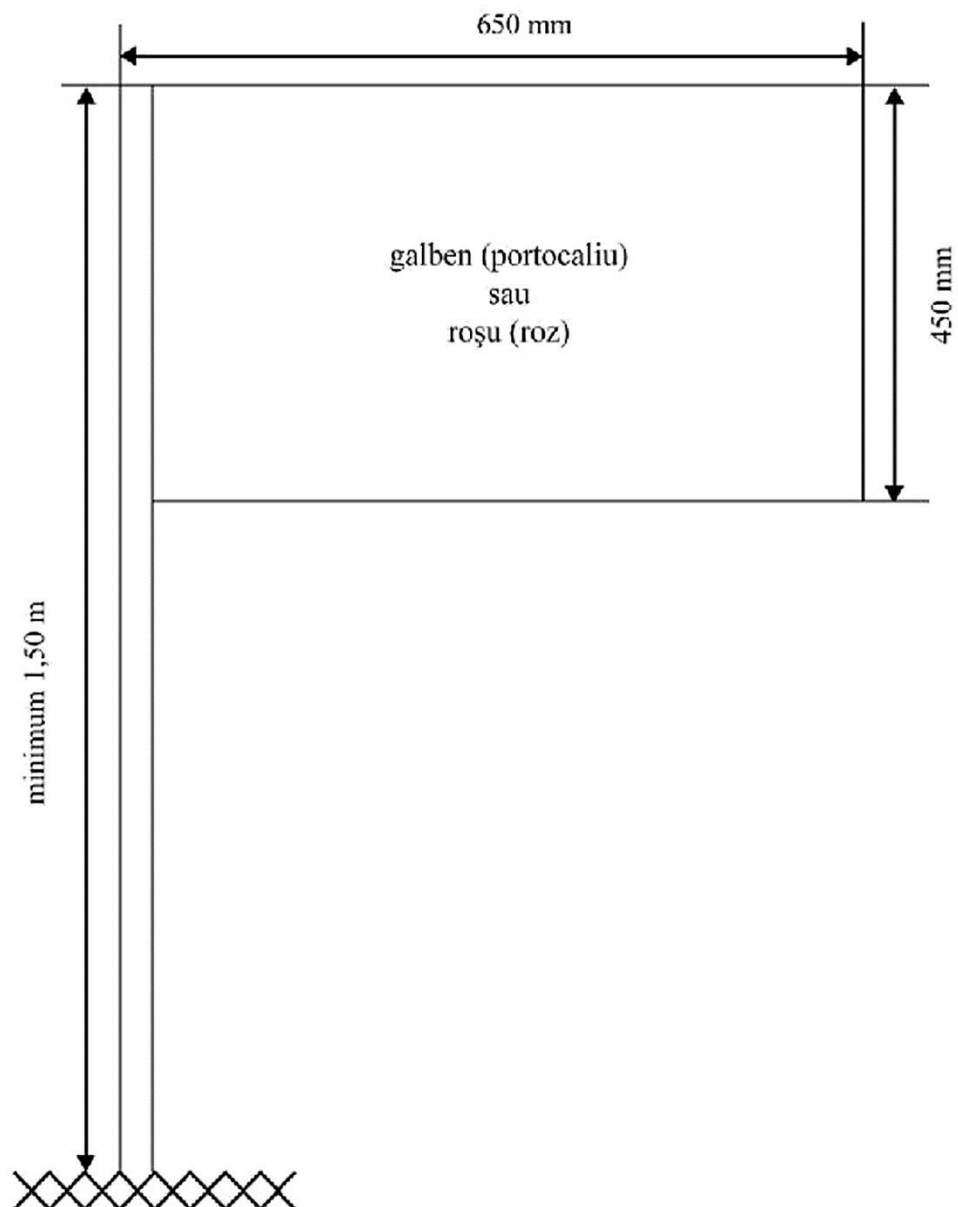 650 mm
galben (portocaliu)
sau
roşu (roz)
450 mm
minimum 1,50 m